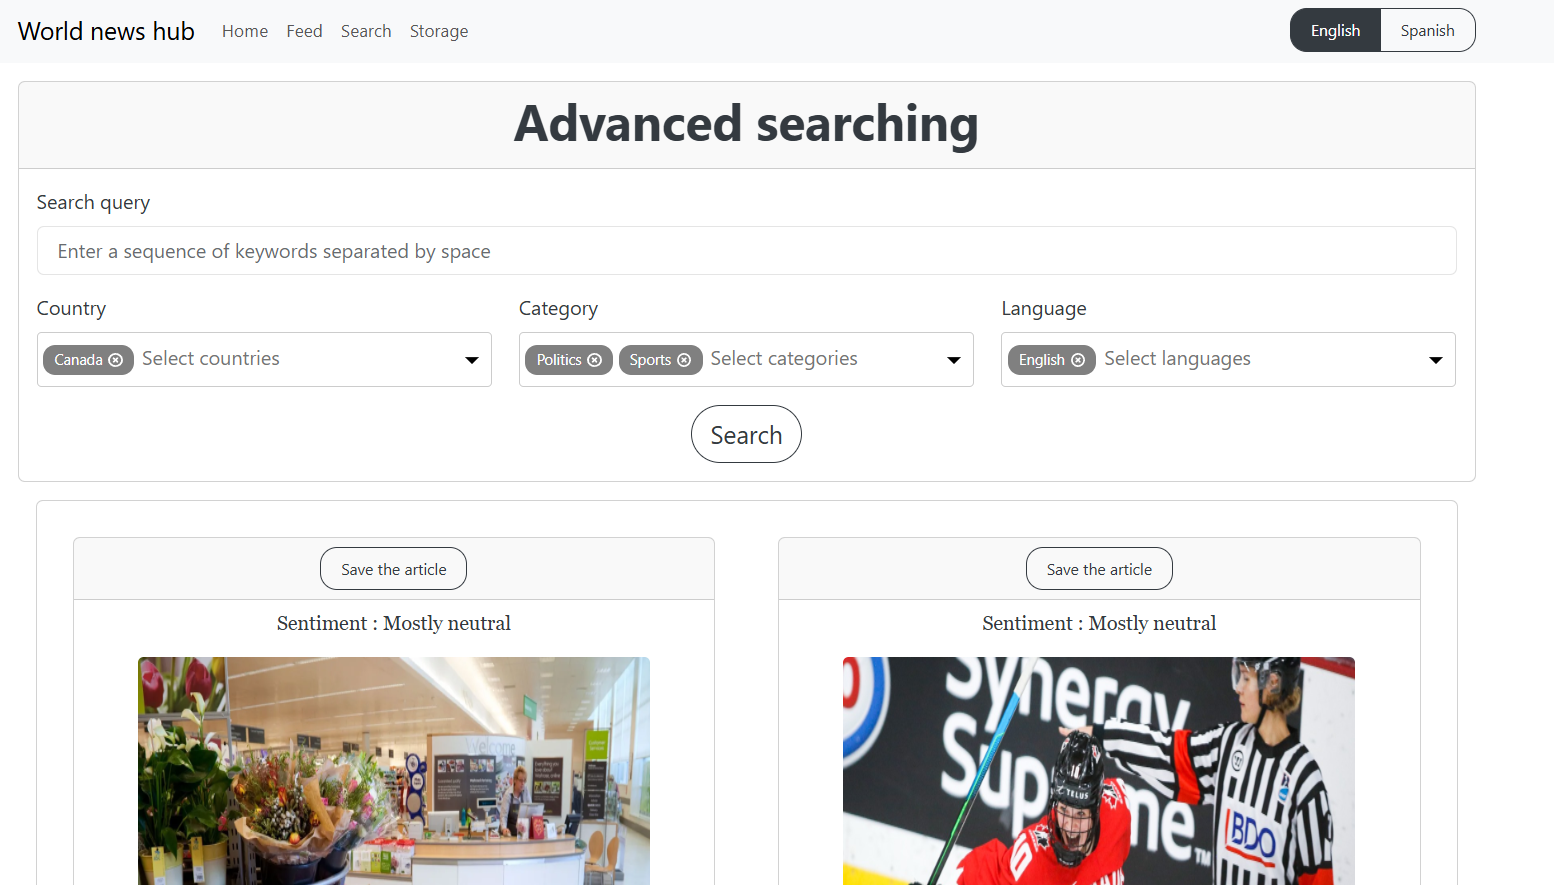 World news hub Home Feed Search Storage English Spanish
Advanced searching
Search query
Enter a sequence of keywords separated by space
Country Category Language
Canada Select countries Politics Sports Select categories English Select languages
Search
Save the article Save the article
Sentiment : Mostly neutral Sentiment : Mostly neutral
Welcome
Synergy
Supreme
TELUS
BDO